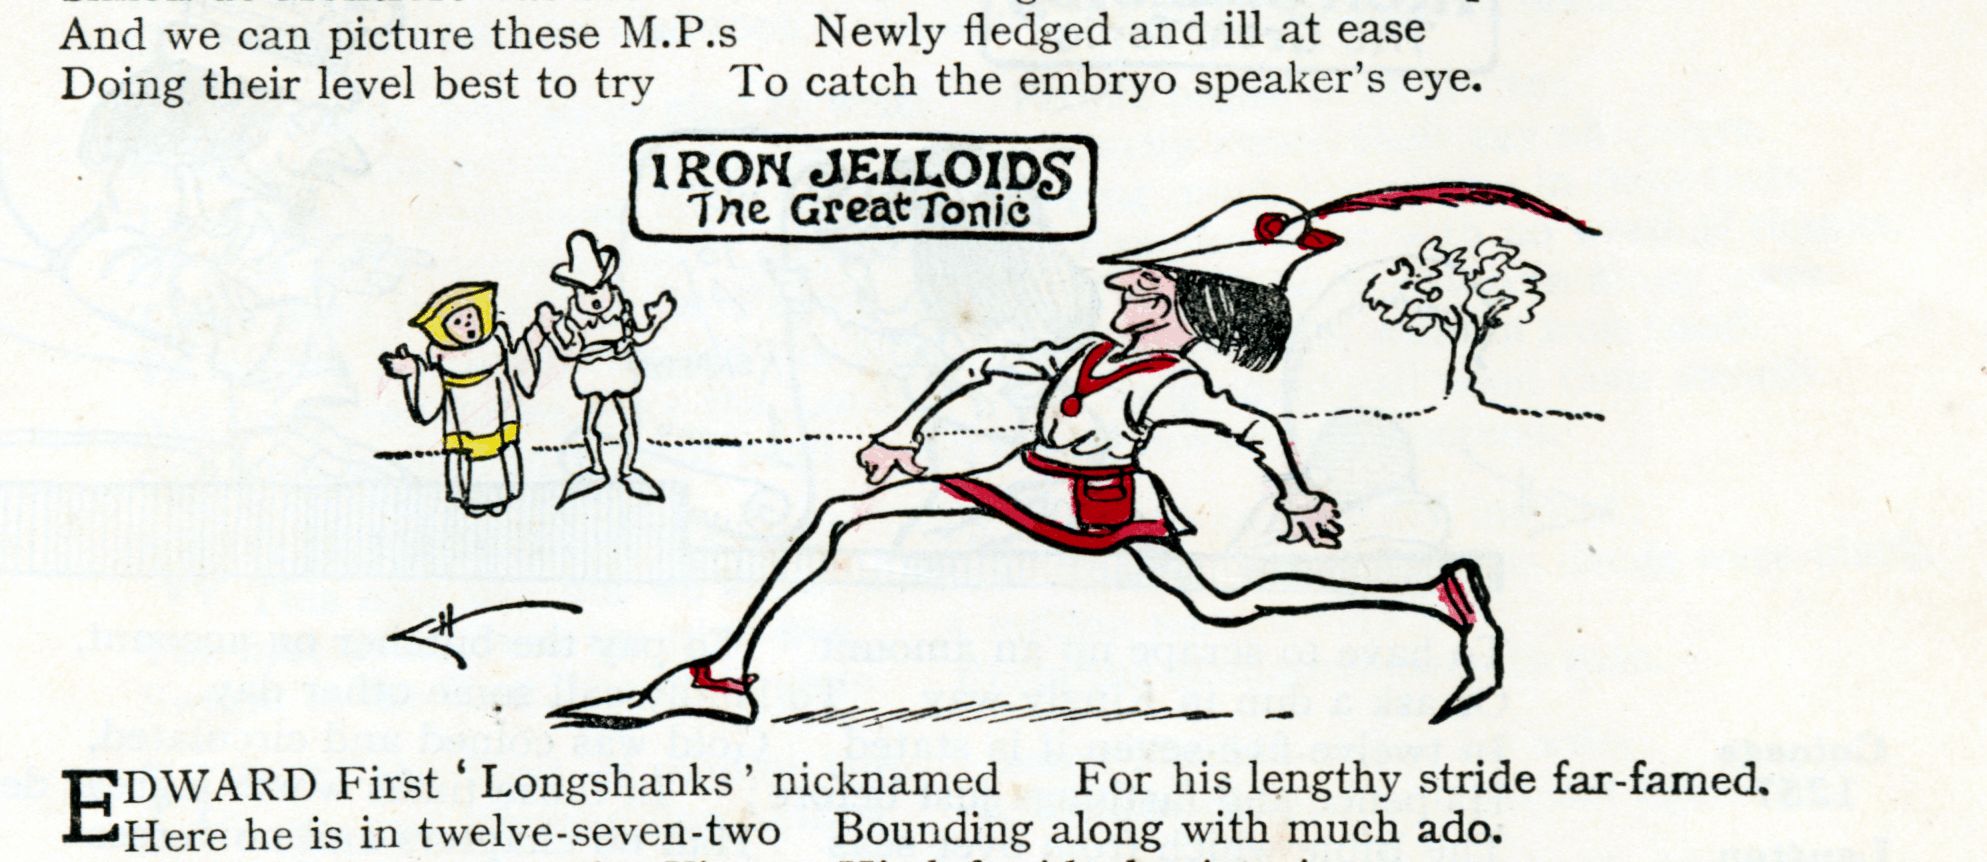 And we can picture these M.P.s Newly fledged and ill at ease
Doing their level best to try To catch the embryo speaker's eye.
IRON JELLOIDS
The Great Tonic
EDWARD First ‘ Longshanks ’ nicknamed For his lengthy stride far-famed.
Here he is in twelve-seven-two Bounding along with much ado.